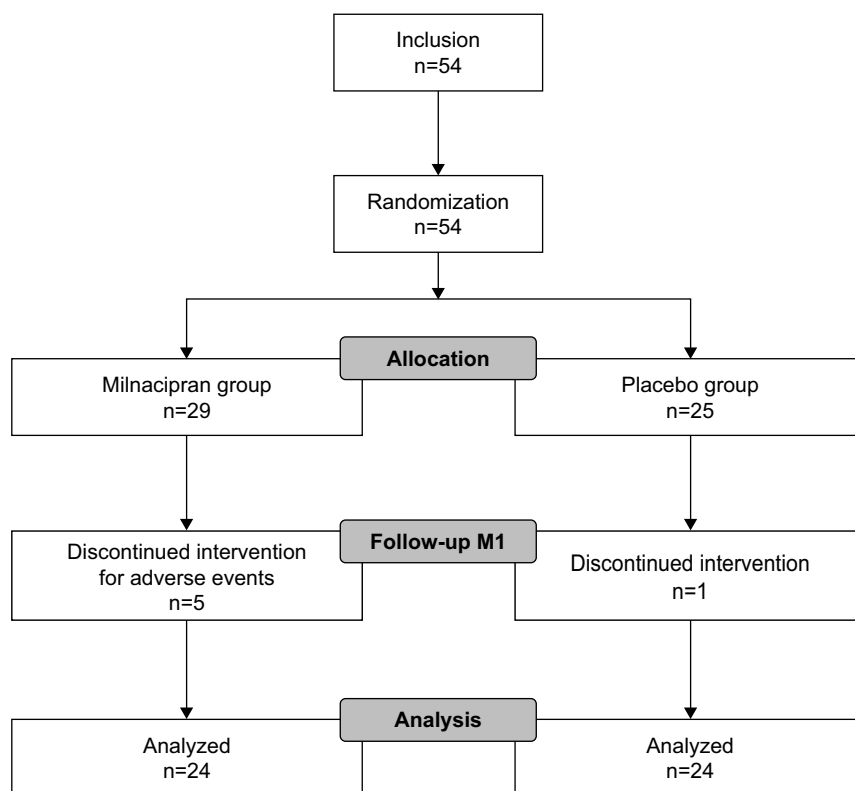 Inclusion
n=54
Randomization
n=54
Allocation
Milnacipran group
n=29
Placebo group
n=25
Follow-up M1
Discontinued intervention
for adverse events
n=5
Discontinued intervention
n=1
Analysis
Analyzed
n=24
Analyzed
n=24